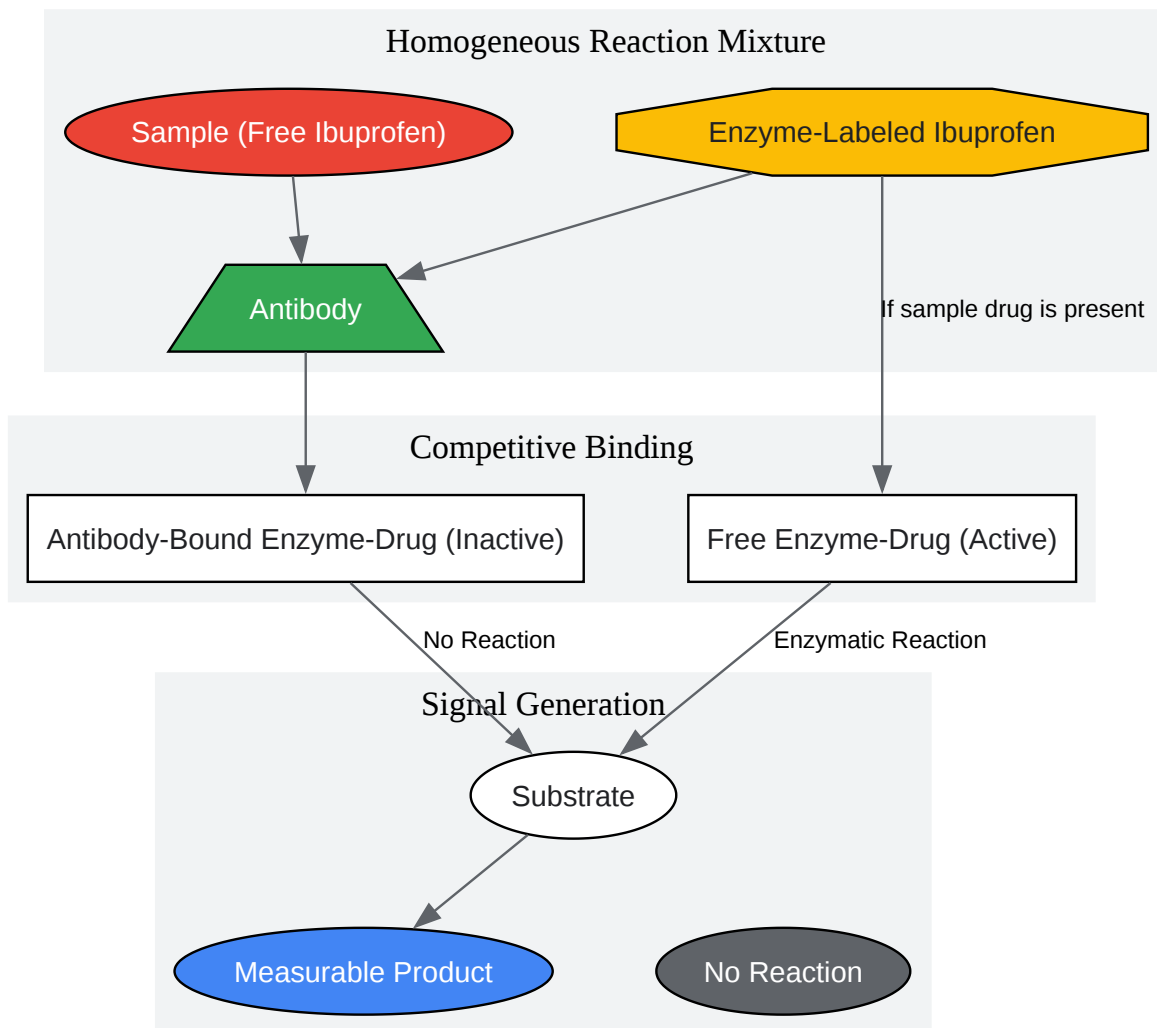 Homogeneous Reaction Mixture
Sample (Free Ibuprofen)
Enzyme-Labeled Ibuprofen
Antibody
If sample drug is present
Competitive Binding
Antibody-Bound Enzyme-Drug (Inactive)
Free Enzyme-Drug (Active)
No Reaction
Enzymatic Reaction
Signal Generation
Substrate
Measurable Product
No Reaction